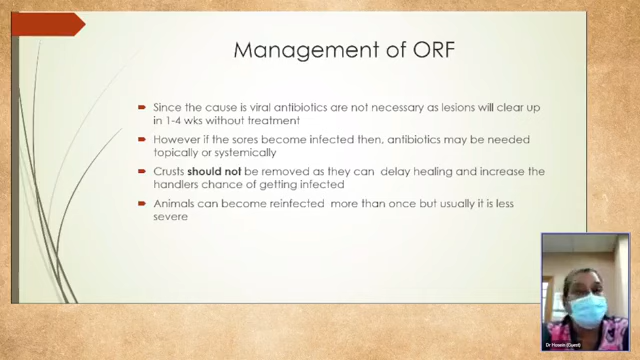 Management of ORF
Since the cause is viral antibiotics are not necessary as lesions will clear up
in 1-4 wks without treatment
However if the sores become infected then, antibiotics may be needed
topically or systemically
Crusts should not be removed as they can delay healing and increase the
handlers chance of getting infected
Animals can become reinfected more than once but usually it is less
severe
Dr Hosein (Guest)